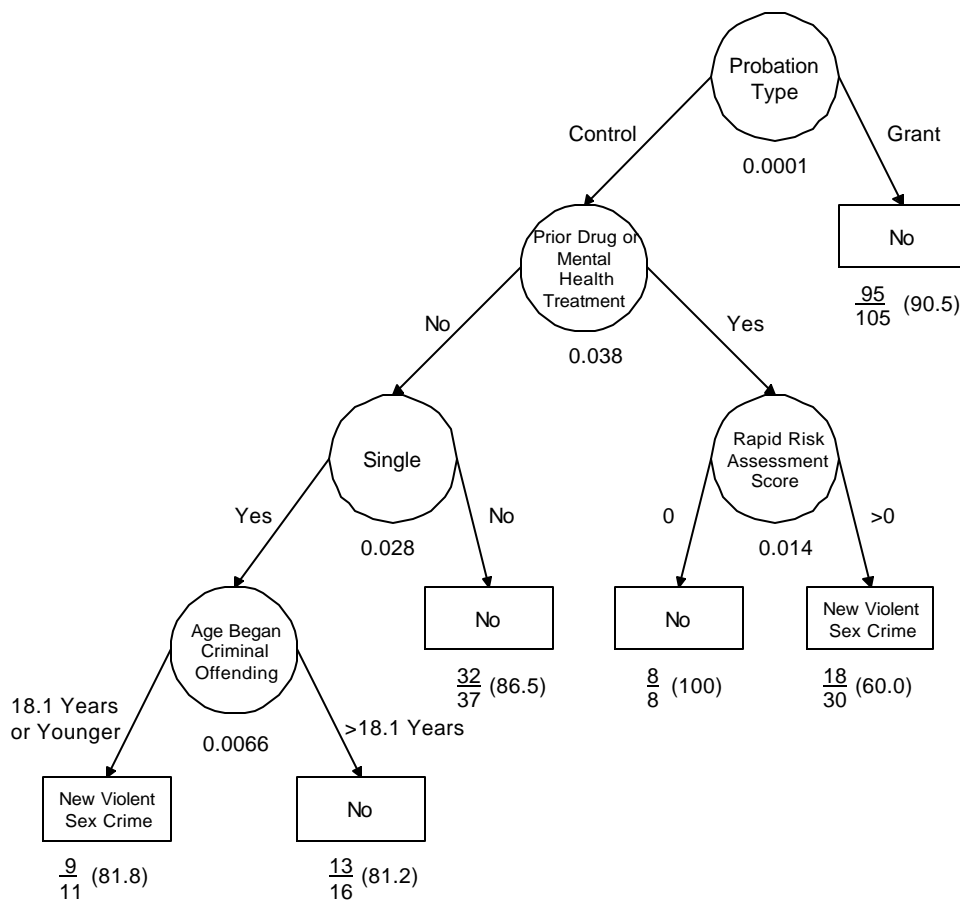 Probation
Type
Control
Grant
0.0001
No
95
105
(90.5)
Prior Drug or
Mental
Health
Treatment
No
Yes
0.038
Single
Rapid Risk
Assessment
Score
Yes
No
0
>0
0.028
0.014
Age Began
Criminal
Offending
No
No
New Violent
Sex Crime
32
37
(86.5)
8
8
(100)
18
30
(60.0)
18.1 Years
or Younger
>18.1 Years
0.0066
New Violent
Sex Crime
No
9
11
(81.8)
13
16
(81.2)